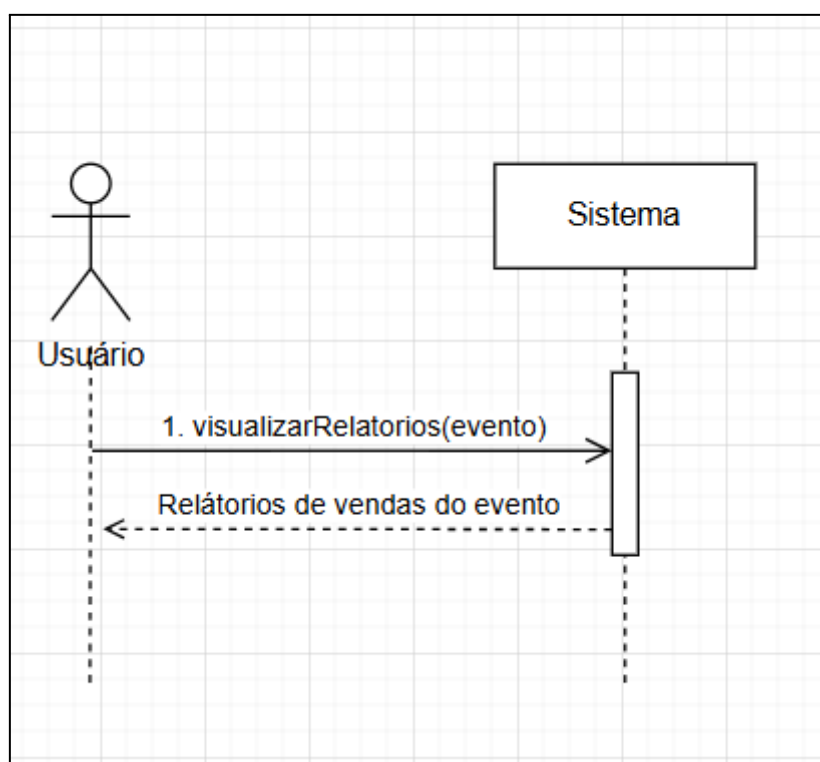 Sistema
Usuário
1. visualizarRelatorios(evento)
Relátorios de vendas do evento